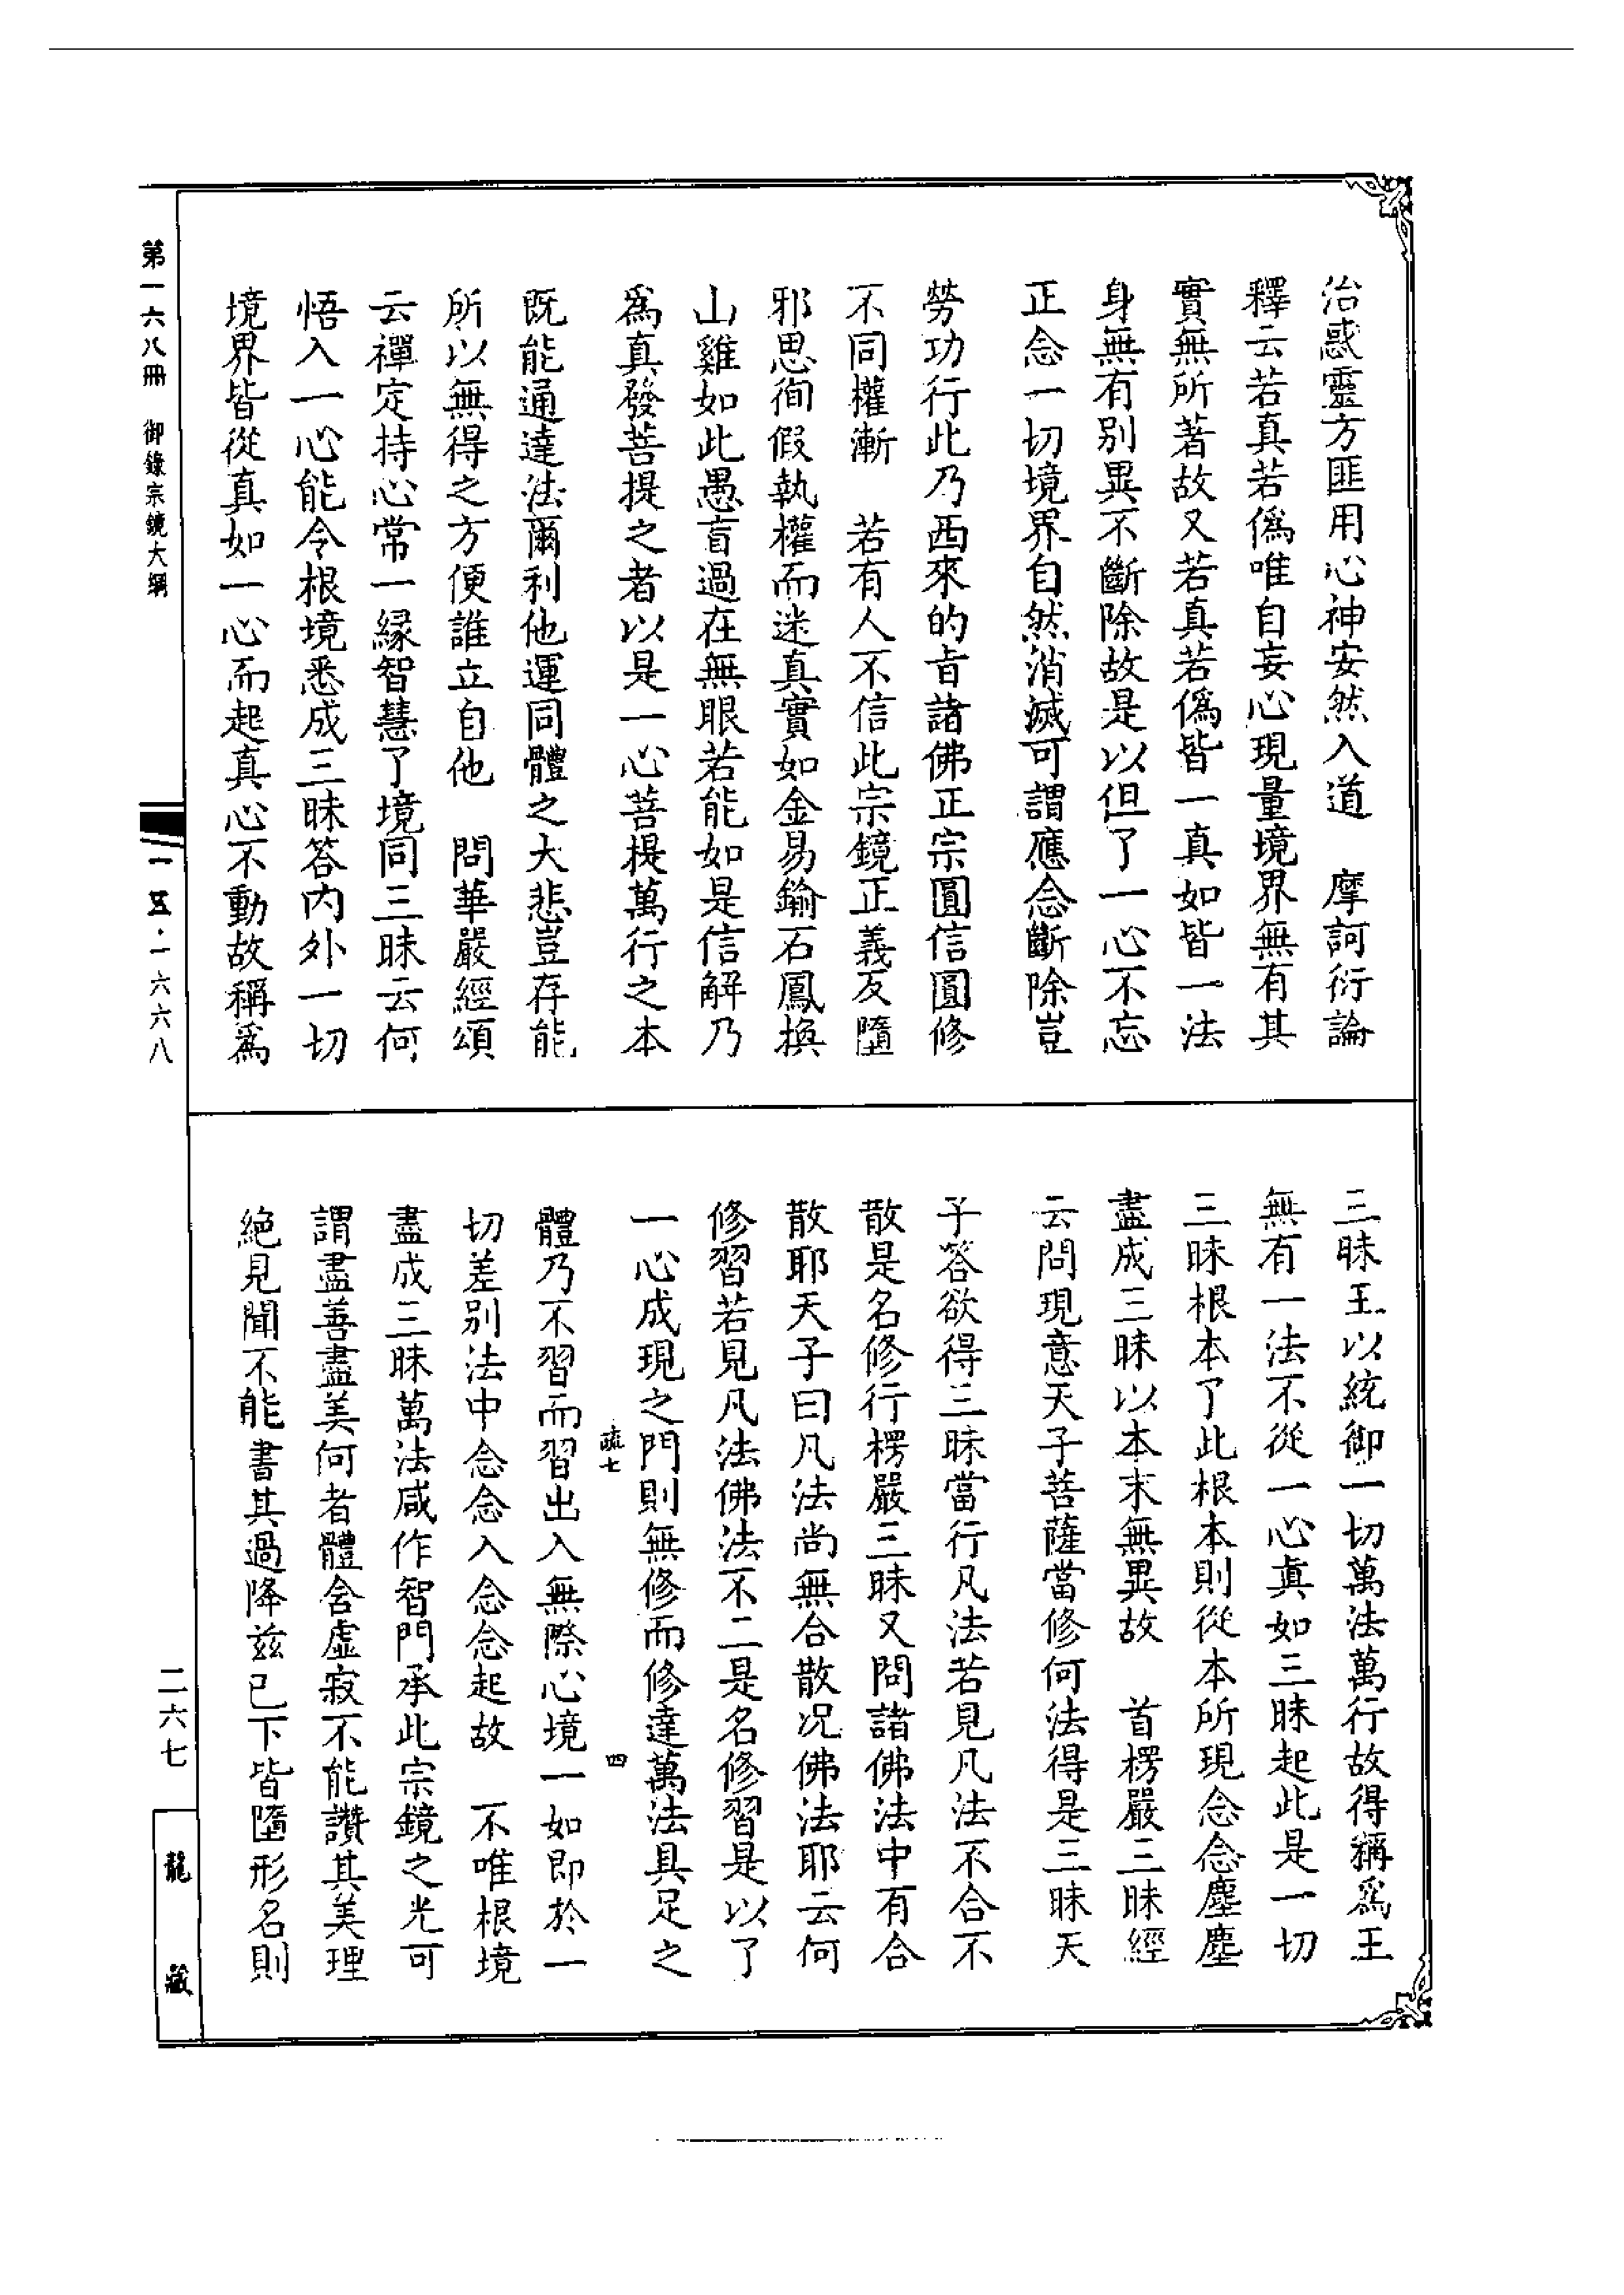 治惑靈方匪用心神安然入道　摩訶衍論
釋云若真若僞唯自妄心現量境界無有其
實無所著故又若真若僞皆一真如皆一法
身無有别異不斷除故是以但了一心不忘
正念一切境界自然消滅可謂應念斷除豈
勞功行此乃西來的旨諸佛正宗圓信圓修
不同權漸　若有人不信此宗鏡正義反墮
邪思徇假執權而迷真實如金易鍮石鳳換
山雞如此愚盲過在無眼若能如是信解乃
爲真發菩提之者以是一心菩提萬行之本
既能通達法爾利他運同體之大悲豈存能
所以無得之方便誰立自他　問華嚴經頌
云禪定持心常一緣智慧了境同三昧云何
悟入一心能令根境悉成三昧答内外一切
境界皆從真如一心而起真心不動故稱爲
三昧王以統御一切萬法萬行故得稱爲王
無有一法不從一心真如三昧起此是一切
三昧根本了此根本則從本所現念念塵塵
盡成三昧以本末無異故　首楞嚴三昧經
云問現意天子菩薩當修何法得是三昧天
子答欲得三昧當行凡法若見凡法不合不
散是名修行楞嚴三昧又問諸佛法中有合
散耶天子曰凡法尚無合散况佛法耶云何
修習若見凡法佛法不二是名修習是以了
一心成現之門則無修而修達萬法具足之
疏七　四
體乃不習而習出入無際心境一如即於一
切差别法中念念入念念起故　不唯根境
盡成三昧萬法咸作智門承此宗鏡之光可
謂盡善盡美何者體含虛寂不能讚其美理
絕見聞不能書其過降茲已下皆墮形名則
第一六八冊　御錄宗鏡大綱
一五·一六六八
二六七
龍藏